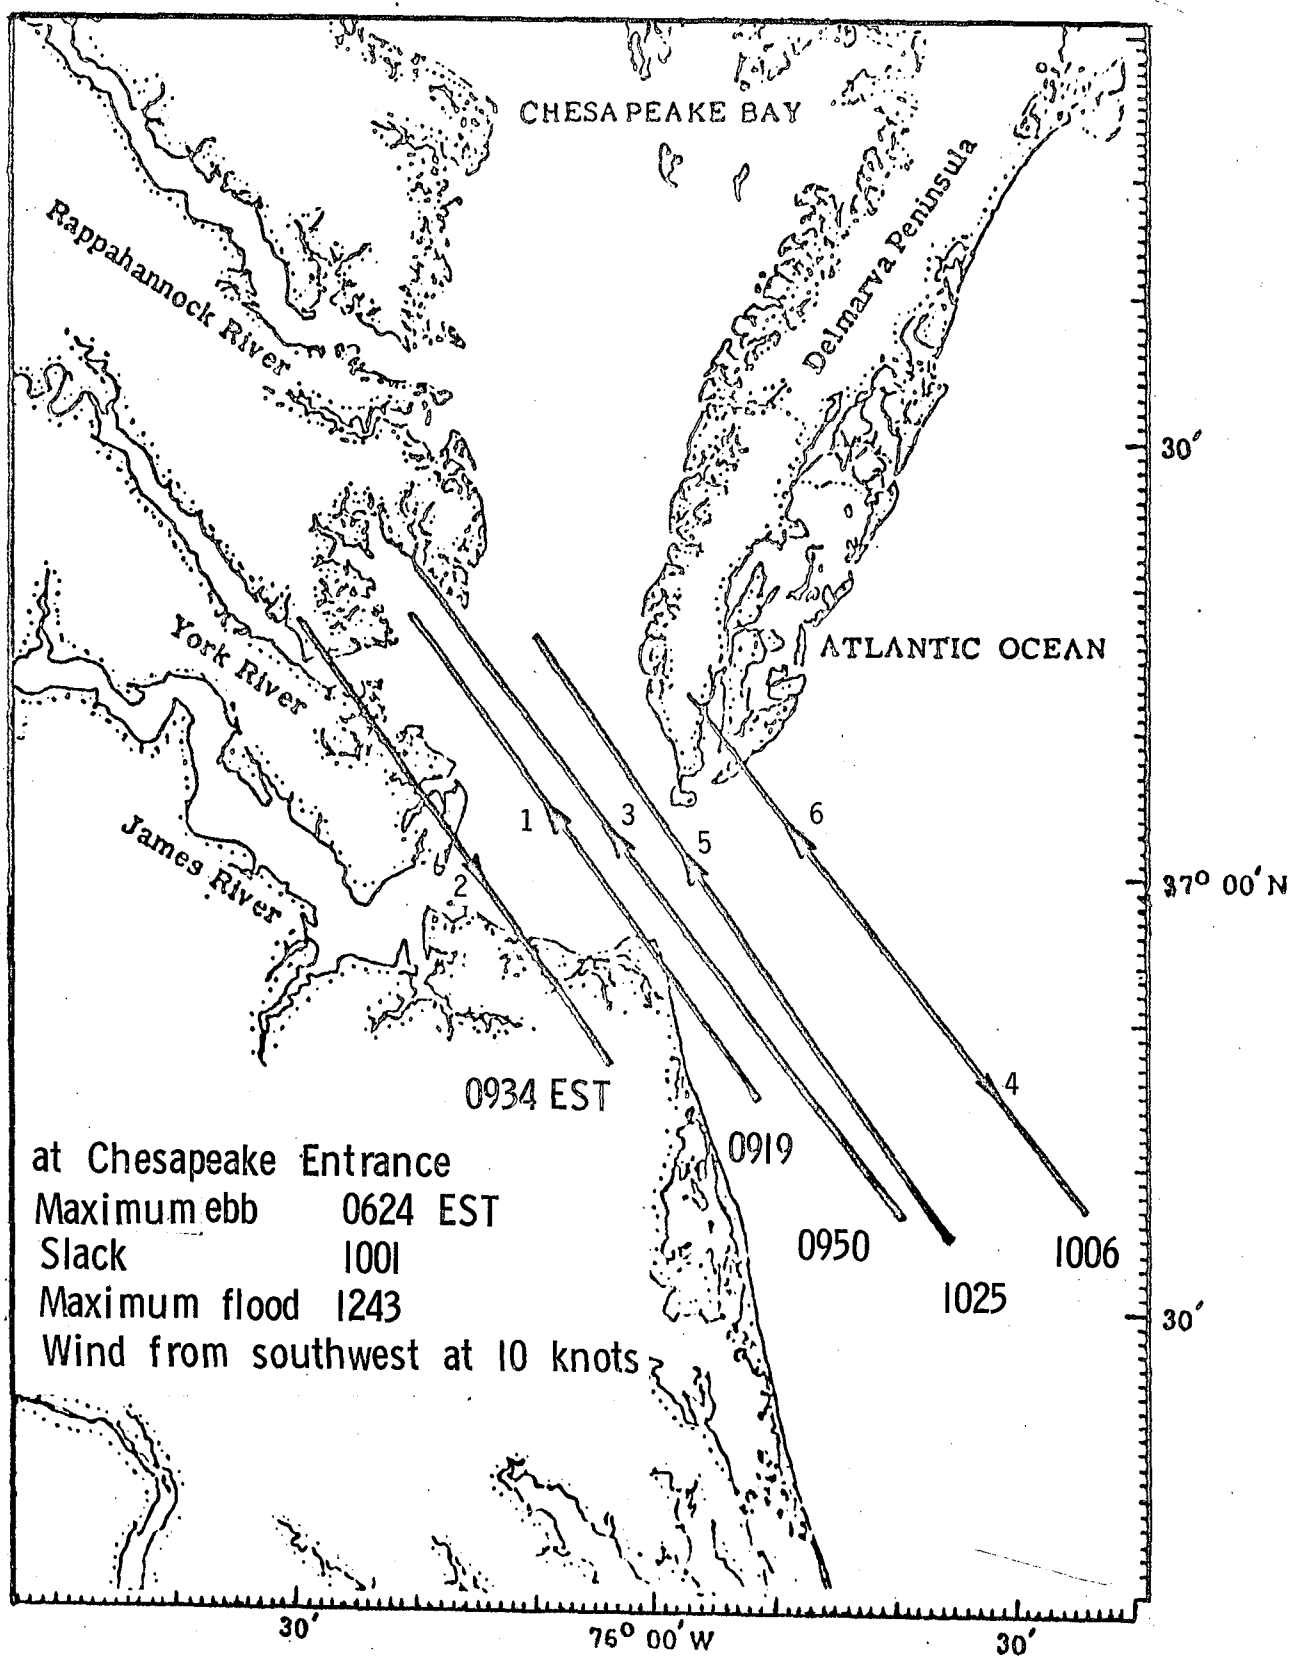 CHESAPEAKE BAY
Delmarva Peninsula
Rappahannock River
30′
ATLANTIC OCEAN
York River
6
1
3
5
James River
2
37° 00′ N
4
0934 EST
0919
0950
1006
1025
30′
at Chesapeake Entrance
Maximum ebb 0624 EST
Slack 1001
Maximum flood 1243
Wind from southwest at 10 knots
30′
76° 00′ W
30′